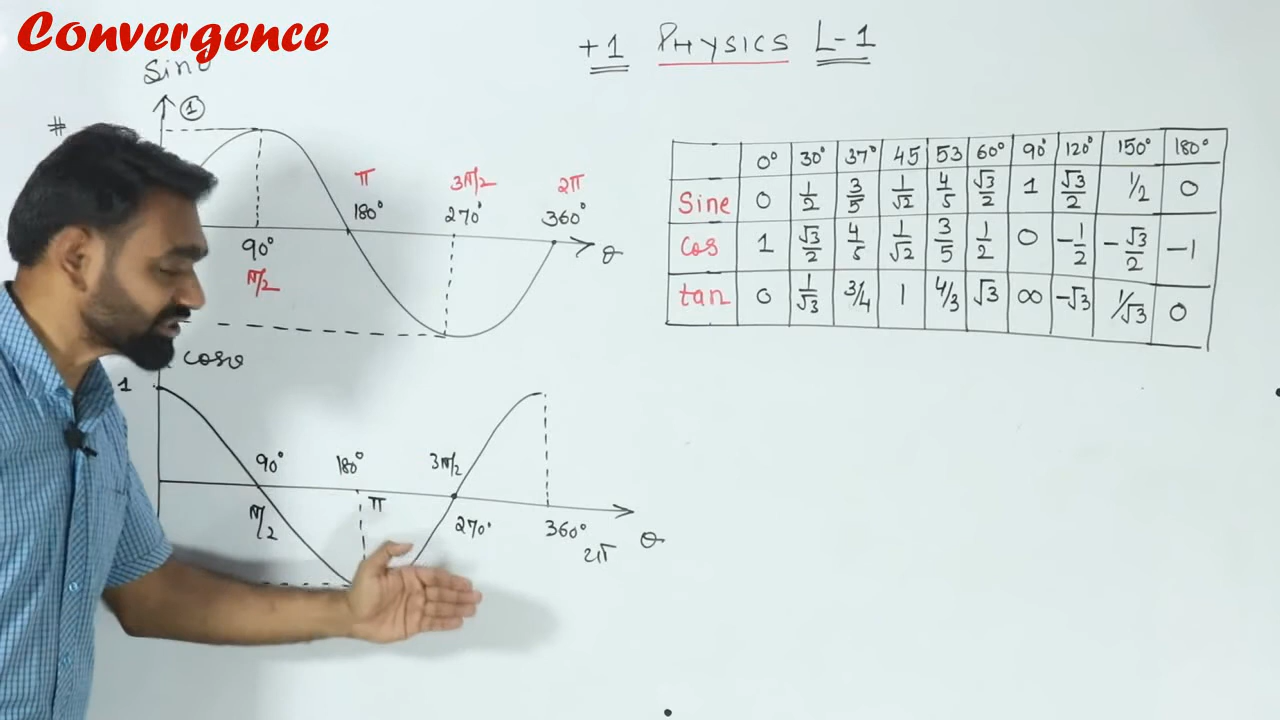 Convergence
+1 PHYSICS L-1
Sinθ
①
#
π 3π/2 2π
180° 270° 360°
90°
π/2
θ
0° 30° 37° 45 53 60° 90° 120° 150° 180°
Sine 0 1/2 3/5 1/√2 4/5 √3/2 1 √3/2 1/2 0
cos 1 √3/2 4/5 1/√2 3/5 1/2 0 -1/2 -√3/2 -1
tan 0 1/√3 3/4 1 4/3 √3 ∞ -√3 1/√3 0
cosθ
1
90° 180° 3π/2
π/2 π 270° 360° θ
2π